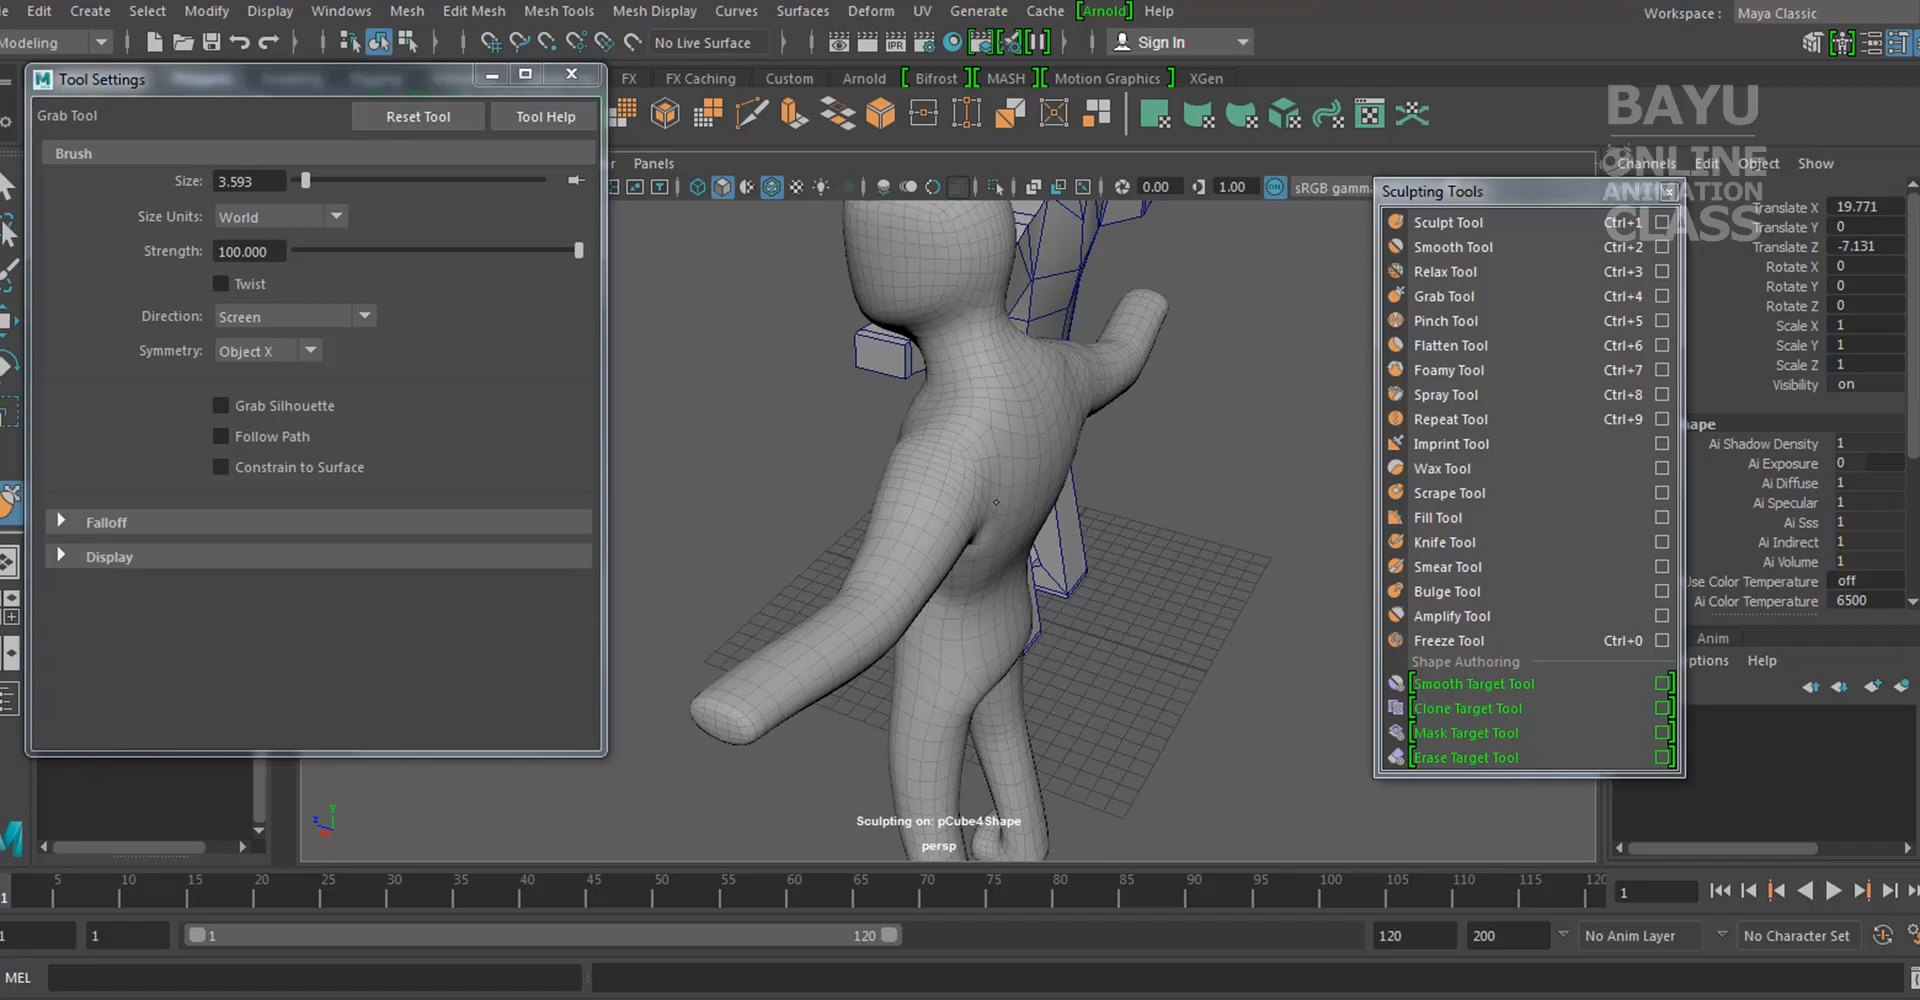 Edit Create Select Modify Display Windows Mesh Edit Mesh Mesh Tools Mesh Display Curves Surfaces Deform UV Generate Cache [Arnold] Help
Workspace : Maya Classic
Modeling
No Live Surface
IPR
Sign In
Tool Settings
FX FX Caching Custom Arnold [ Bifrost ] [ MASH ] [ Motion Graphics ] XGen
BAYU
ONLINE
ANIMATION
CLASS
Grab Tool
Reset Tool
Tool Help
Brush
Size: 3.593
Size Units: World
Strength: 100.000
Twist
Direction: Screen
Symmetry: Object X
Grab Silhouette
Follow Path
Constrain to Surface
Falloff
Display
Panels
0.00
1.00
ON
sRGB gamma
Sculpting on: pCube4Shape
persp
y
z
Sculpting Tools
Sculpt Tool Ctrl+1
Smooth Tool Ctrl+2
Relax Tool Ctrl+3
Grab Tool Ctrl+4
Pinch Tool Ctrl+5
Flatten Tool Ctrl+6
Foamy Tool Ctrl+7
Spray Tool Ctrl+8
Repeat Tool Ctrl+9
Imprint Tool
Wax Tool
Scrape Tool
Fill Tool
Knife Tool
Smear Tool
Bulge Tool
Amplify Tool
Freeze Tool Ctrl+0
Shape Authoring
Smooth Target Tool
Clone Target Tool
Mask Target Tool
Erase Target Tool
Channels Edit Object Show
Translate X 19.771
Translate Y 0
Translate Z -7.131
Rotate X 0
Rotate Y 0
Rotate Z 0
Scale X 1
Scale Y 1
Scale Z 1
Visibility on
hape
Ai Shadow Density 1
Ai Exposure 0
Ai Diffuse 1
Ai Specular 1
Ai Sss 1
Ai Indirect 1
Ai Volume 1
Use Color Temperature off
Ai Color Temperature 6500
Anim
ptions Help
1 5 10 15 20 25 30 35 40 45 50 55 60 65 70 75 80 85 90 95 100 105 110 115 120
1
1 1 1 120 120 200 No Anim Layer No Character Set
MEL